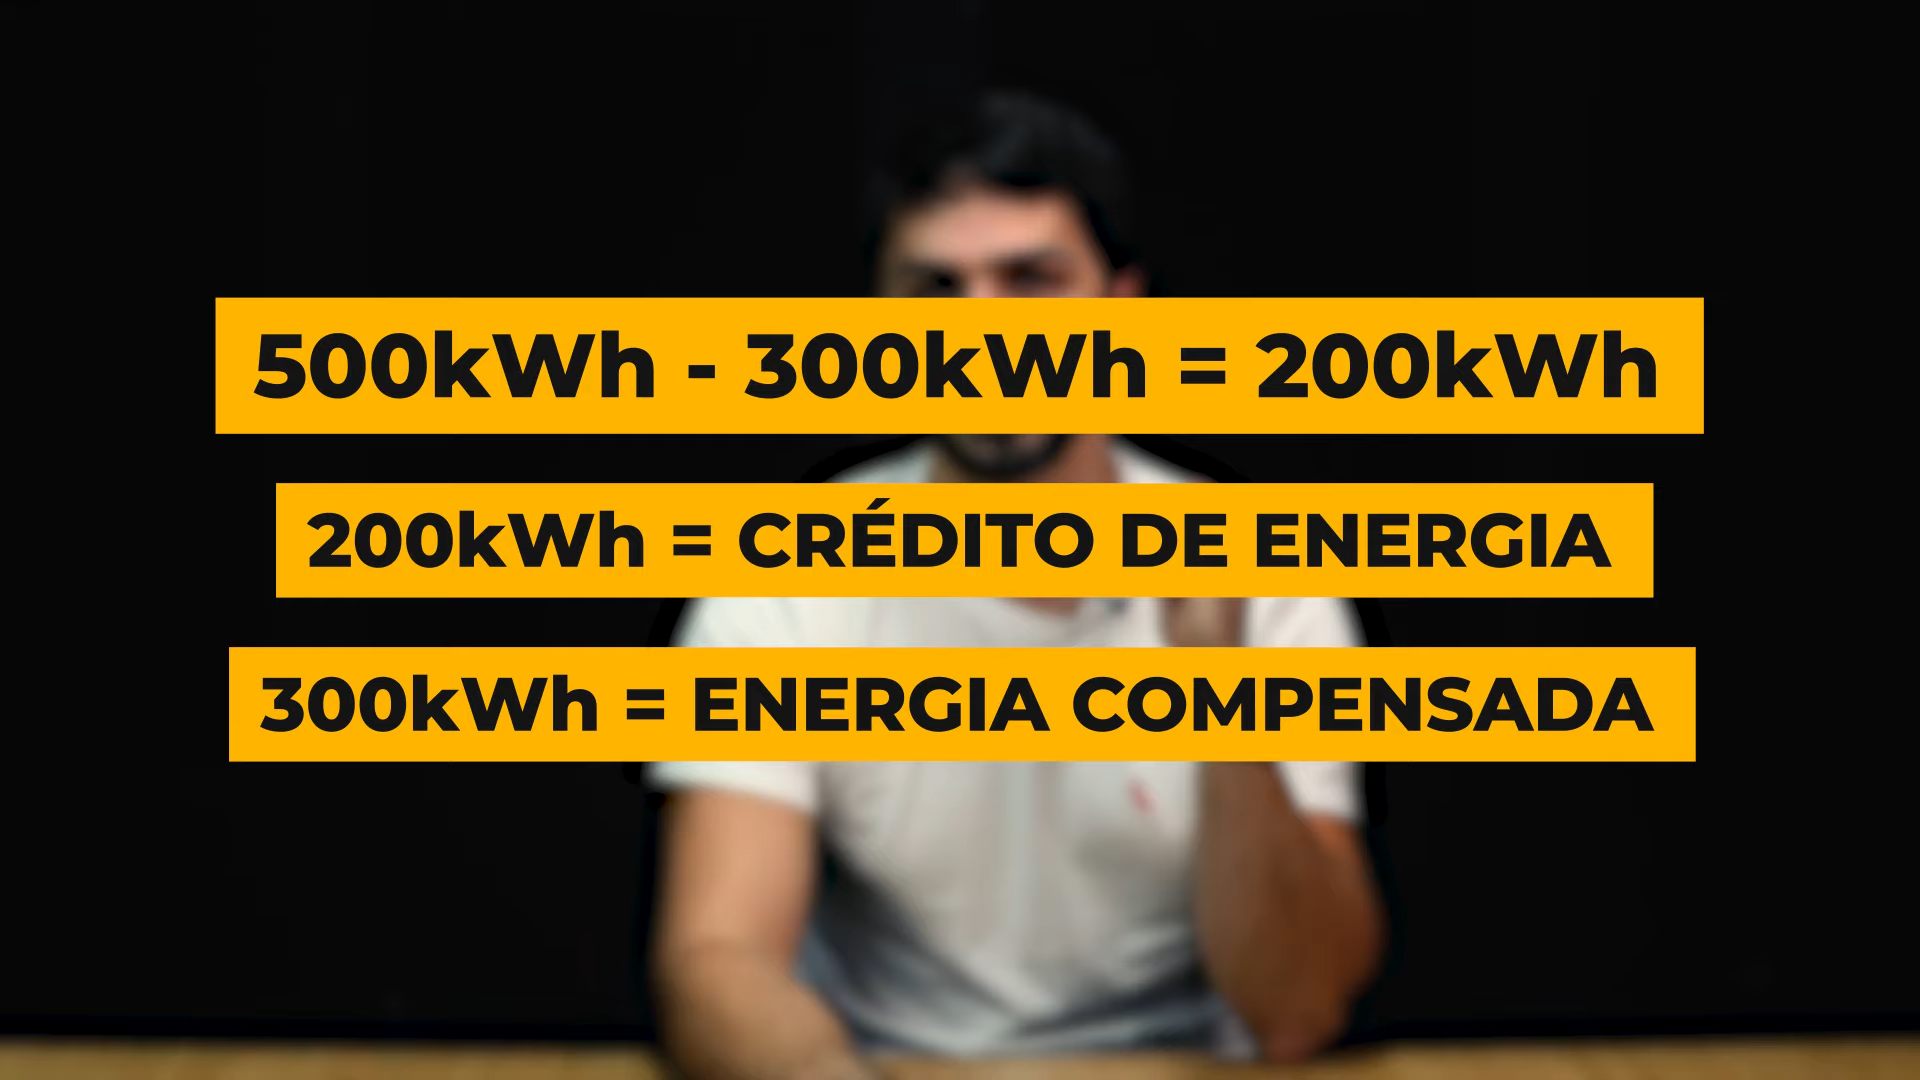 500kWh - 300kWh = 200kWh
200kWh = CRÉDITO DE ENERGIA
300kWh = ENERGIA COMPENSADA